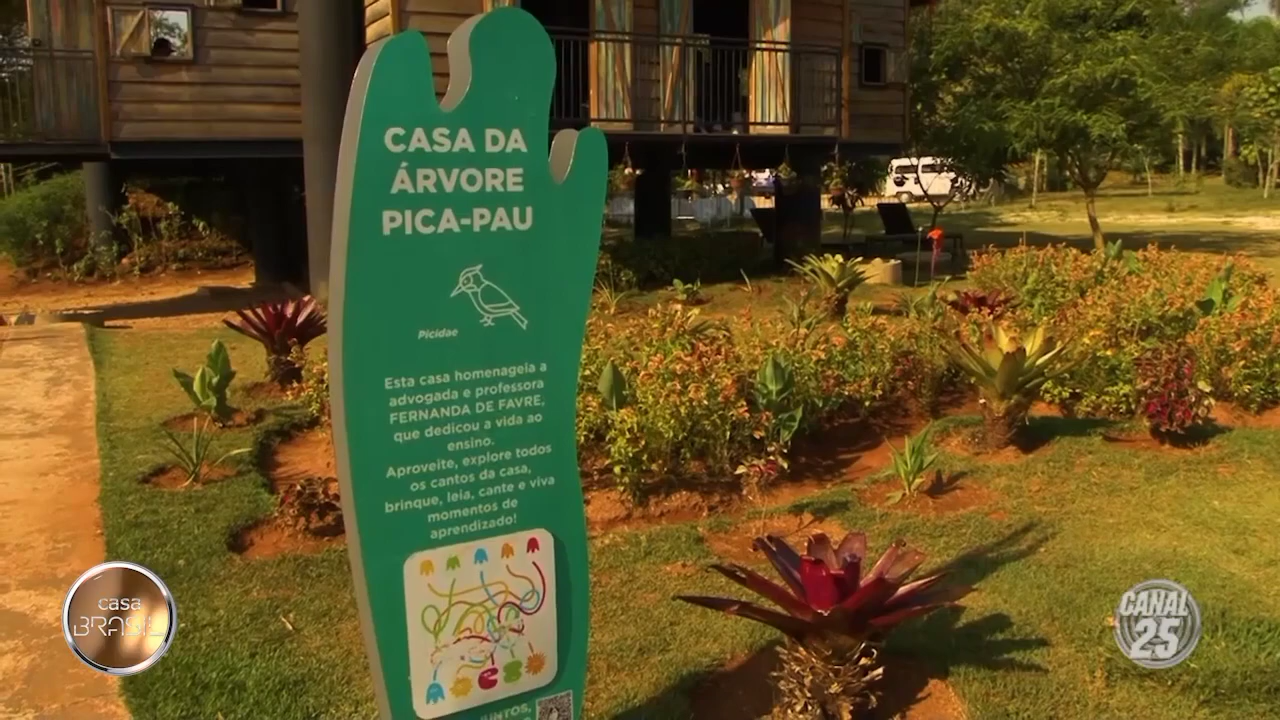 CASA DA
ÁRVORE
PICA-PAU
Picidae
Esta casa homenageia a
advogada e professora
FERNANDA DE FAVRE,
que dedicou a vida ao
ensino.
Aproveite, explore todos
os cantos da casa,
brinque, leia, cante e viva
momentos de
aprendizado!
JUNTOS,
casa
BRASIL
CANAL
25